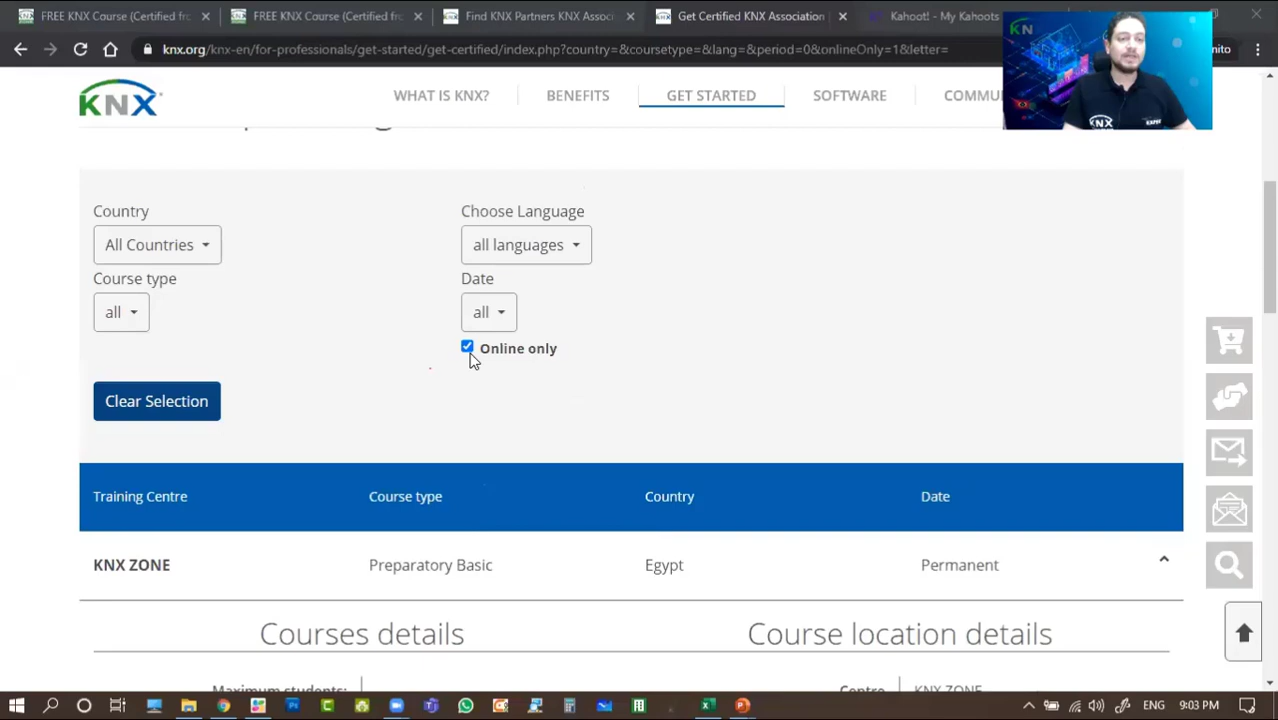 FREE KNX Course (Certified fro
FREE KNX Course (Certified fro
Find KNX Partners KNX Associ
Get Certified KNX Association
Kahoot! - My Kahoots
knx.org/knx-en/for-professionals/get-started/get-certified/index.php?country=&coursetype=&lang=&period=0&onlineOnly=1&letter=
KNX
WHAT IS KNX?
BENEFITS
GET STARTED
SOFTWARE
Country
Choose Language
All Countries
all languages
Course type
Date
all
all
Online only
Clear Selection
Training Centre
Course type
Country
Date
KNX ZONE
Preparatory Basic
Egypt
Permanent
Courses details
Course location details
Maximum students:
Centre
KNX ZONE
ENG
9:03 PM